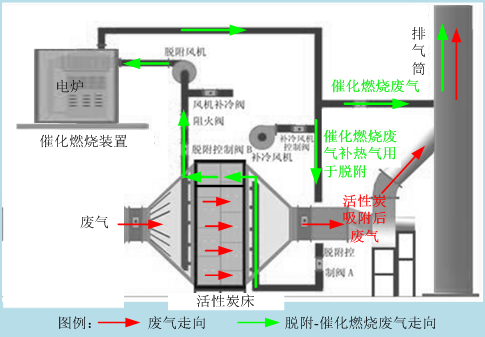 脱附风机
排
气
筒
电炉
催化燃烧废气
风机补冷阀
催化燃烧装置
阻火阀
补冷风机
控制阀
补冷风机
催化燃烧废
气补热气用
于脱附
脱附控制阀 B
废气
活性炭
吸附后
废气
脱附控
制阀 A
活性炭床
图例：
废气走向
脱附-催化燃烧废气走向